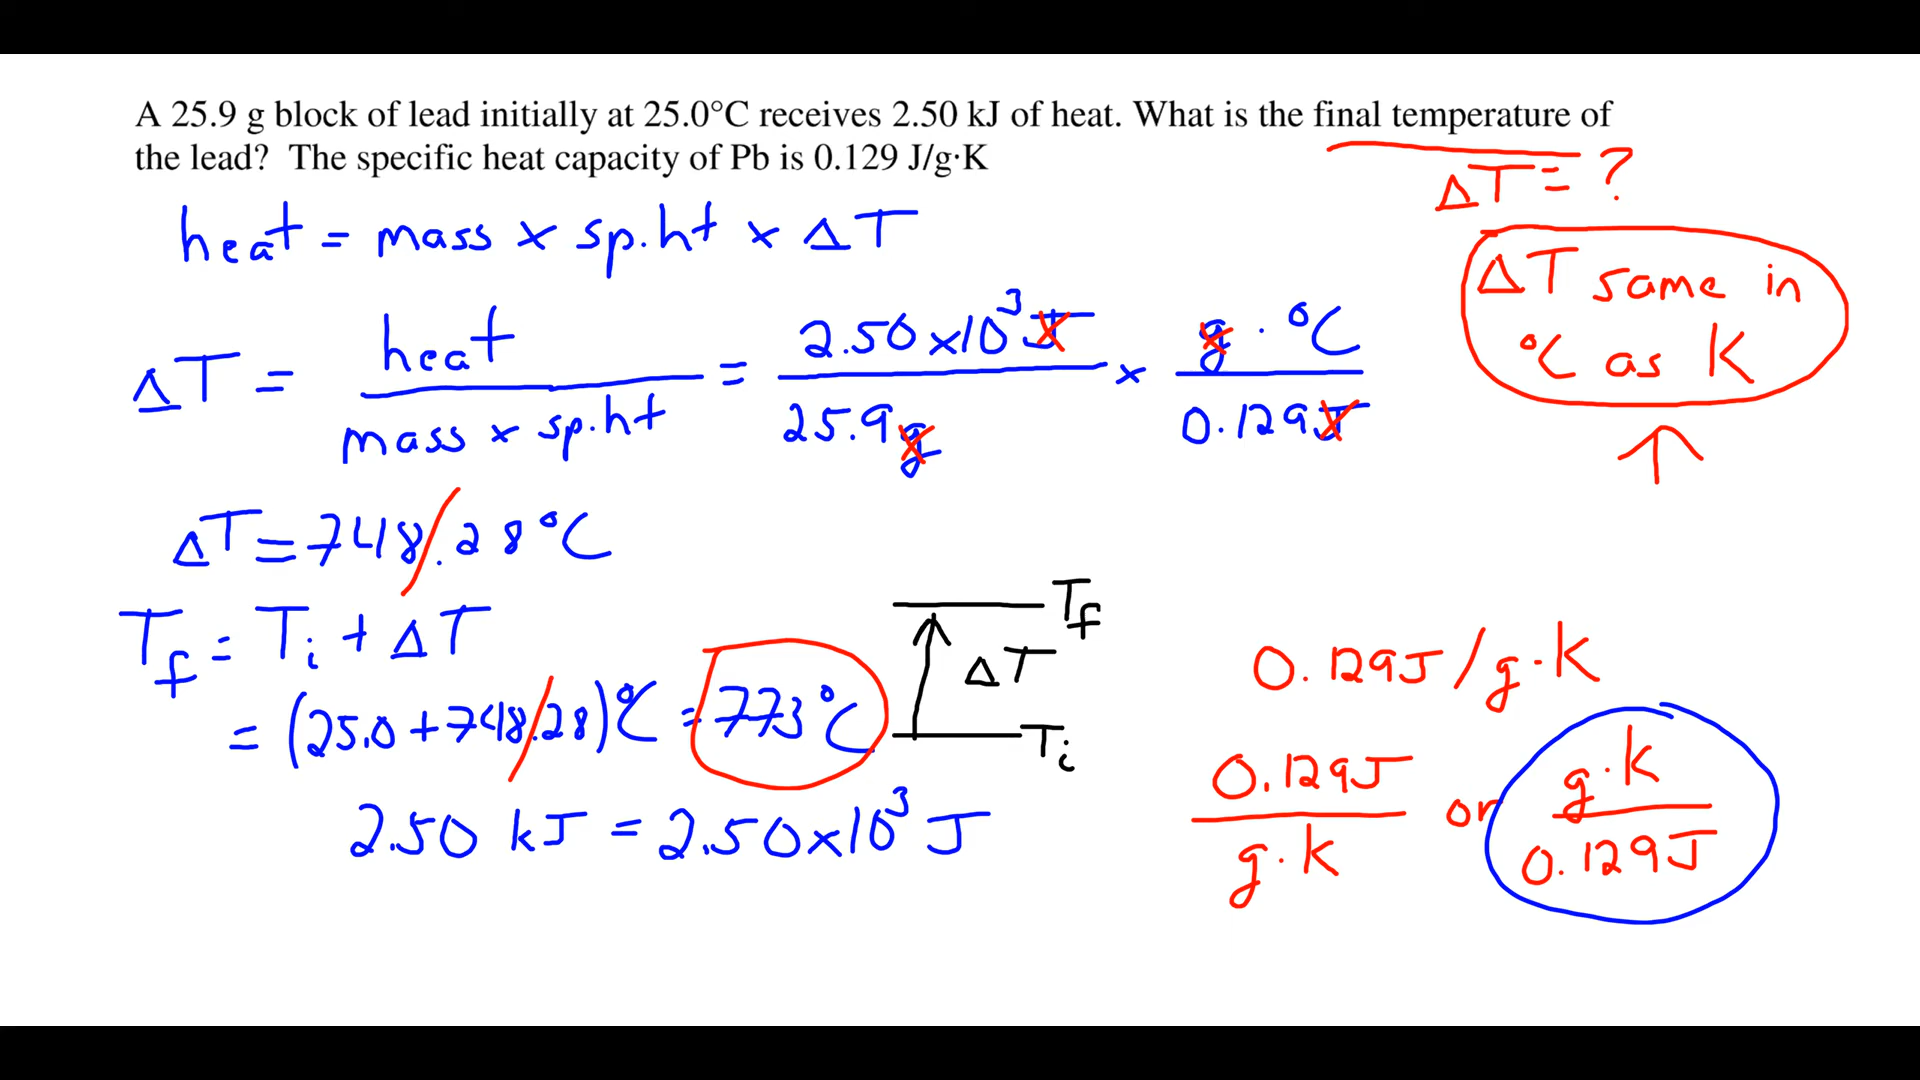 A 25.9 g block of lead initially at 25.0°C receives 2.50 kJ of heat. What is the final temperature of
the lead? The specific heat capacity of Pb is 0.129 J/g·K
ΔT = ?
heat = mass x sp.ht x ΔT
ΔT same in
°C as K
ΔT = heat / mass x sp.ht = 2.50 x 10³ J / 25.9 g x g · °C / 0.129 J
ΔT = 748.28 °C
Tf = Ti + ΔT
= (25.0 + 748.28) °C = 773 °C
Tf
ΔT
Ti
2.50 kJ = 2.50 x 10³ J
0.129 J / g · K
0.129 J / g · K or g · K / 0.129 J